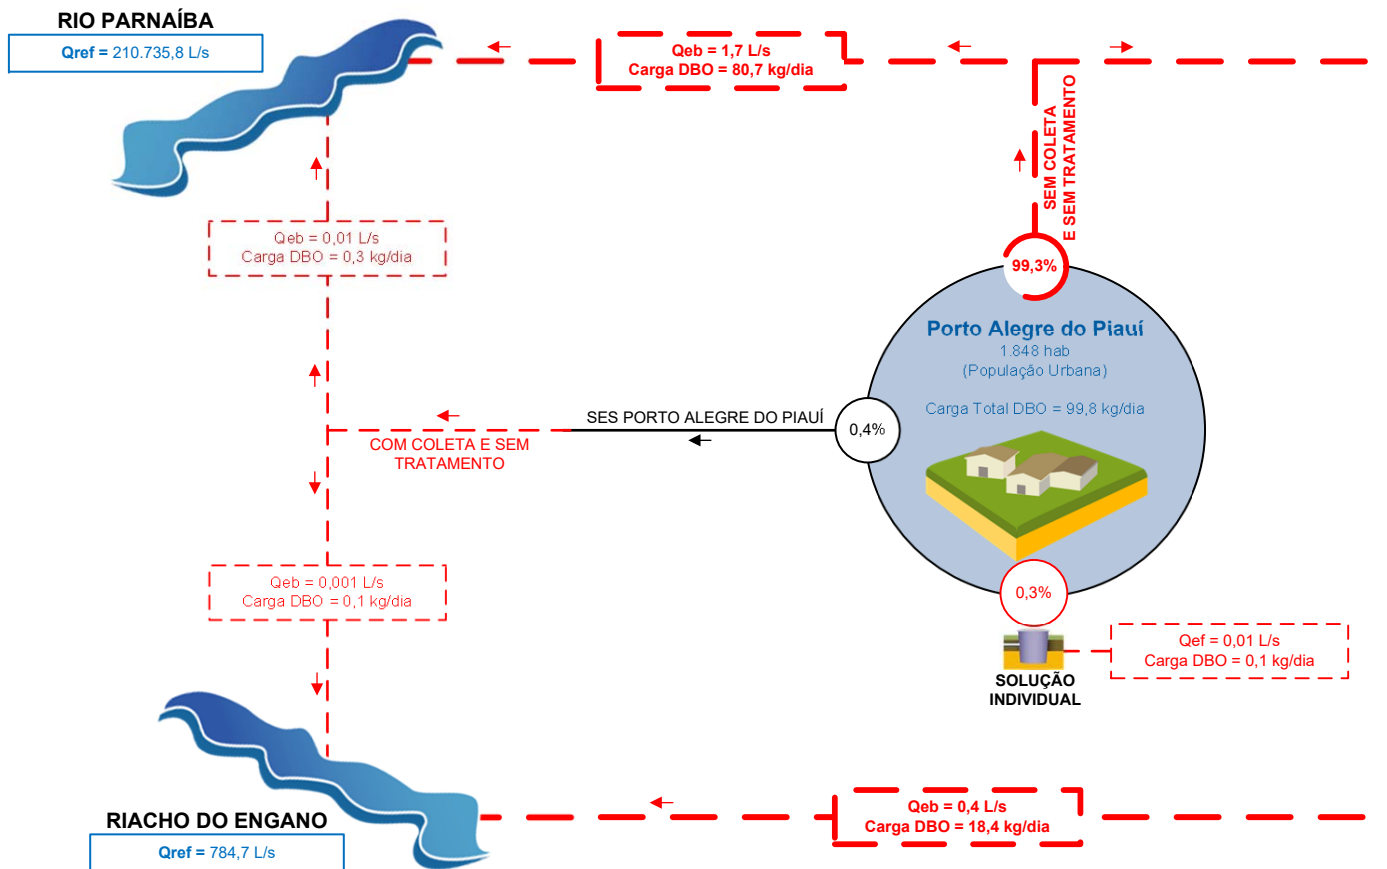 RIO PARNAÍBA
Qref = 210.735,8 L/s
Qeb = 1,7 L/s
Carga DBO = 80,7 kg/dia
SEM COLETA
E SEM TRATAMENTO
Qeb = 0,01 L/s
Carga DBO = 0,3 kg/dia
99,3%
Porto Alegre do Piauí
1.848 hab
(População Urbana)
Carga Total DBO = 99,8 kg/dia
SES PORTO ALEGRE DO PIAUÍ
0,4%
COM COLETA E SEM
TRATAMENTO
Qeb = 0,001 L/s
Carga DBO = 0,1 kg/dia
0,3%
Qef = 0,01 L/s
Carga DBO = 0,1 kg/dia
SOLUÇÃO
INDIVIDUAL
RIACHO DO ENGANO
Qref = 784,7 L/s
Qeb = 0,4 L/s
Carga DBO = 18,4 kg/dia